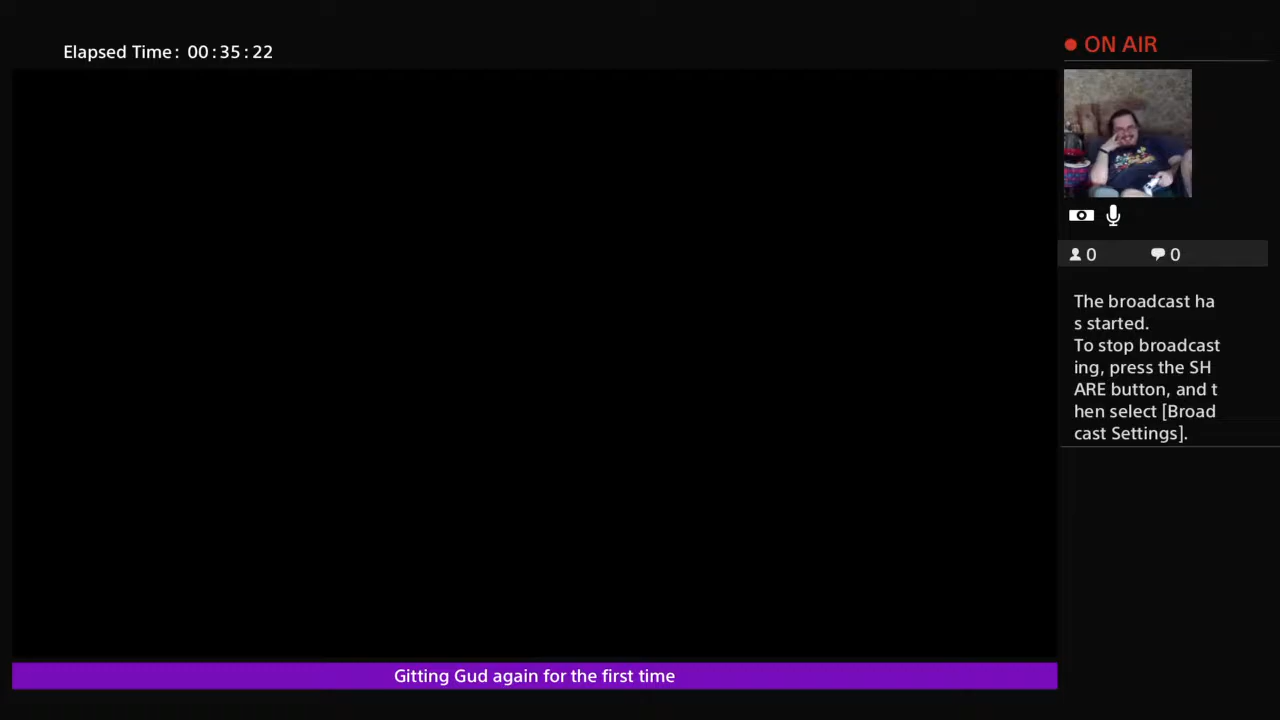 Elapsed Time: 00:35:22
ON AIR
0 0
The broadcast ha
s started.
To stop broadcast
ing, press the SH
ARE button, and t
hen select [Broad
cast Settings].
Gitting Gud again for the first time